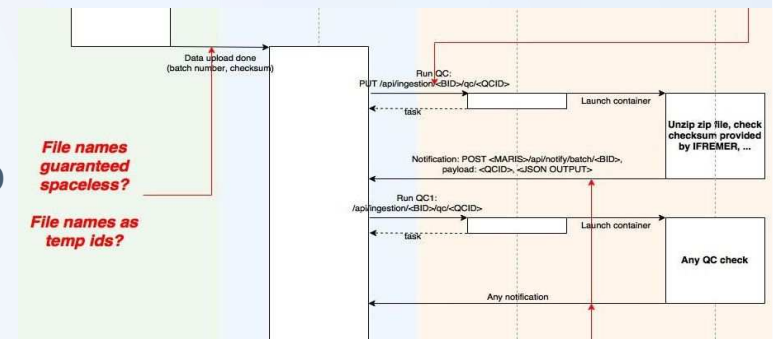 Data upload done
(batch number, checksum)
Run QC:
PUT /api/ingestion/<BID>/qc/<QCID>
Launch container
task
Unzip zip file, check
checksum provided
by IFREMER, ...
File names
guaranteed
spaceless?
File names as
temp ids?
Notification: POST <MARIS>/api/notify/batch/<BID>,
payload: <QCID>, <JSON OUTPUT>
Run QC1:
/api/ingestion/<BID>/qc/<QCID>
Launch container
task
Any QC check
Any notification